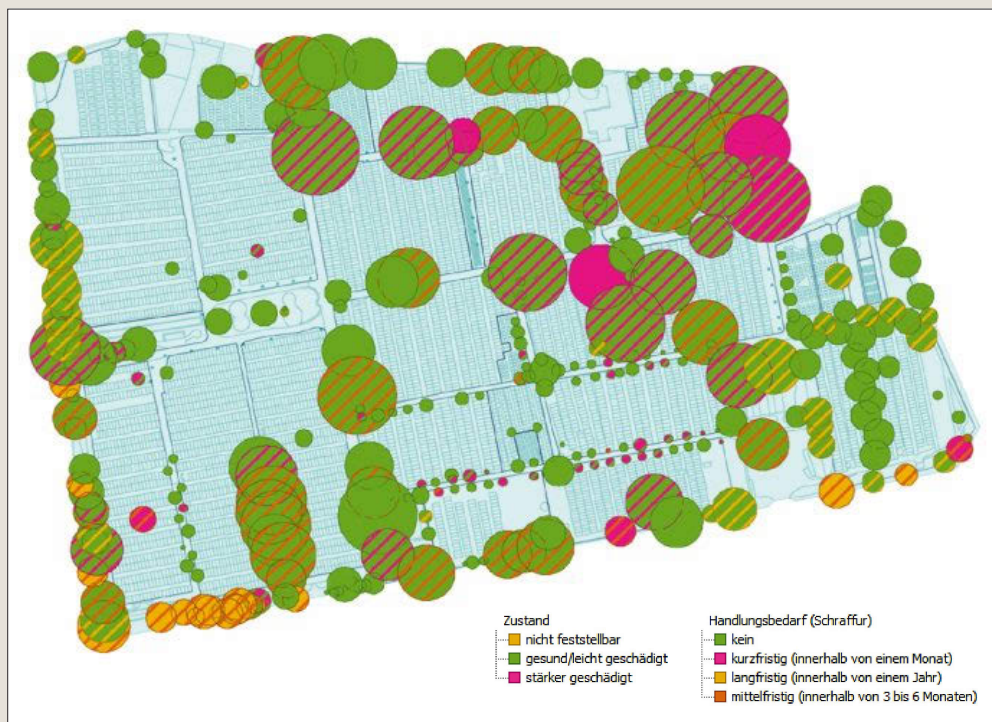 Zustand
nicht feststellbar
gesund/leicht geschädigt
stärker geschädigt
Handlungsbedarf (Schraffur)
kein
kurzfristig (innerhalb von einem Monat)
langfristig (innerhalb von einem Jahr)
mittelfristig (innerhalb von 3 bis 6 Monaten)